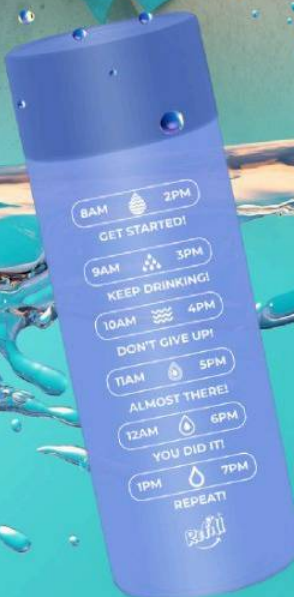 8AM 2PM
GET STARTED!
9AM 3PM
KEEP DRINKING!
10AM 4PM
DON'T GIVE UP!
11AM 5PM
ALMOST THERE!
12AM 6PM
YOU DID IT!
1PM 7PM
REPEAT!
Refill